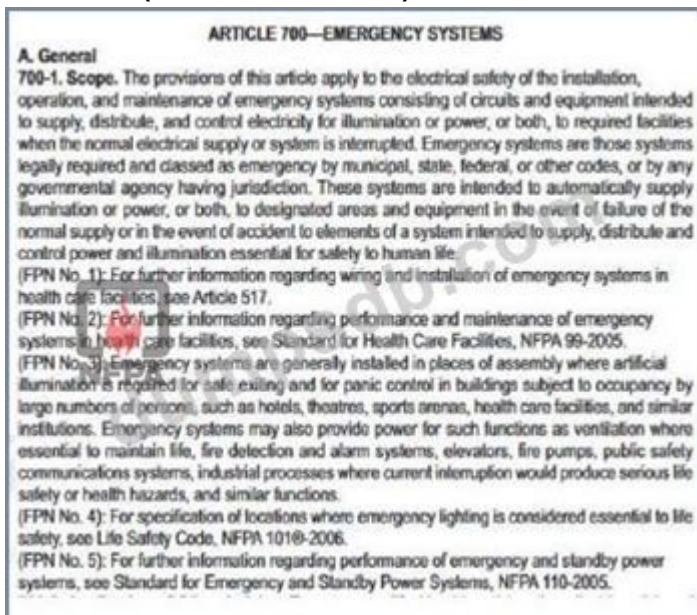 ARTICLE 700—EMERGENCY SYSTEMS
A. General
700-1. Scope. The provisions of this article apply to the electrical safety of the installation,
operation, and maintenance of emergency systems consisting of circuits and equipment intended
to supply, distribute, and control electricity for illumination or power, or both, to required facilities
when the normal electrical supply or system is interrupted. Emergency systems are those systems
legally required and classed as emergency by municipal, state, federal, or other codes, or by any
governmental agency having jurisdiction. These systems are intended to automatically supply
illumination or power, or both, to designated areas and equipment in the event of failure of the
normal supply or in the event of accident to elements of a system intended to supply, distribute and
control power and illumination essential for safety to human life.
(FPN No. 1): For further information regarding wiring and installation of emergency systems in
health care facilities, see Article 517.
(FPN No. 2): For further information regarding performance and maintenance of emergency
systems in health care facilities, see Standard for Health Care Facilities, NFPA 99-2005.
(FPN No. 3): Emergency systems are generally installed in places of assembly where artificial
illumination is required for safe exiting and for panic control in buildings subject to occupancy by
large numbers of persons, such as hotels, theatres, sports arenas, health care facilities, and similar
institutions. Emergency systems may also provide power for such functions as ventilation where
essential to maintain life, fire detection and alarm systems, elevators, fire pumps, public safety
communications systems, industrial processes where current interruption would produce serious life
safety or health hazards, and similar functions.
(FPN No. 4): For specification of locations where emergency lighting is considered essential to life
safety, see Life Safety Code, NFPA 101®-2006.
(FPN No. 5): For further information regarding performance of emergency and standby power
systems, see Standard for Emergency and Standby Power Systems, NFPA 110-2005.